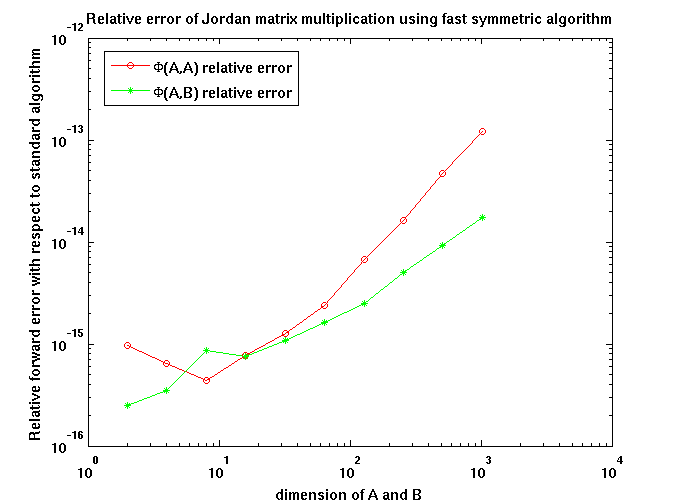 Relative error of Jordan matrix multiplication using fast symmetric algorithm
Φ(A,A) relative error
Φ(A,B) relative error
Relative forward error with respect to standard algorithm
10^-12
10^-13
10^-14
10^-15
10^-16
10^0
10^1
10^2
10^3
10^4
dimension of A and B